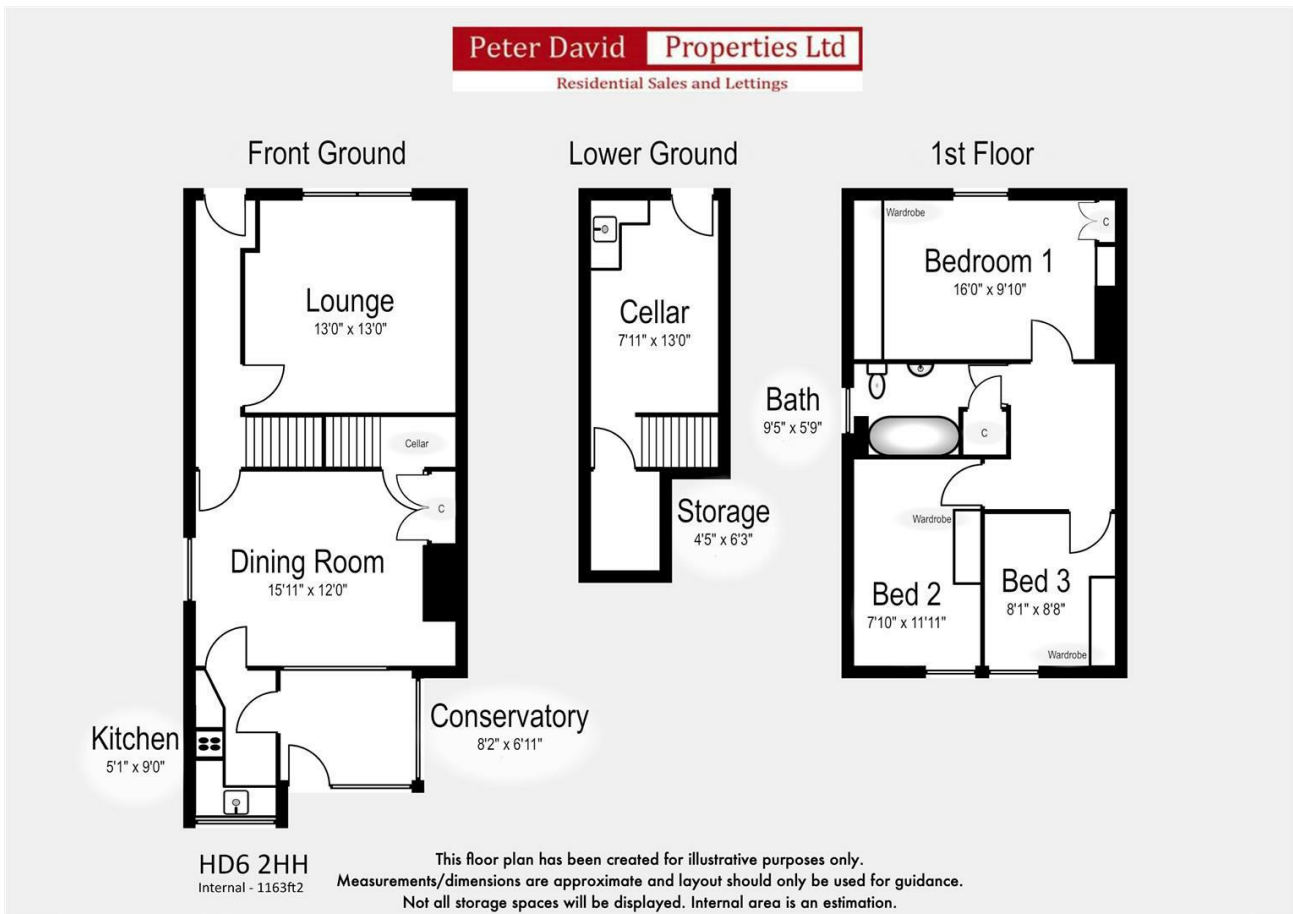 Peter David Properties Ltd
Residential Sales and Lettings
Front Ground
Lounge
13'0" x 13'0"
Cellar
C
Dining Room
15'11" x 12'0"
Kitchen
5'1" x 9'0"
Conservatory
8'2" x 6'11"
Lower Ground
Cellar
7'11" x 13'0"
Storage
4'5" x 6'3"
1st Floor
Wardrobe
C
Bedroom 1
16'0" x 9'10"
Bath
9'5" x 5'9"
C
Wardrobe
Bed 2
7'10" x 11'11"
Bed 3
8'1" x 8'8"
Wardrobe
HD6 2HH
Internal - 1163ft2
This floor plan has been created for illustrative purposes only.
Measurements/dimensions are approximate and layout should only be used for guidance.
Not all storage spaces will be displayed. Internal area is an estimation.